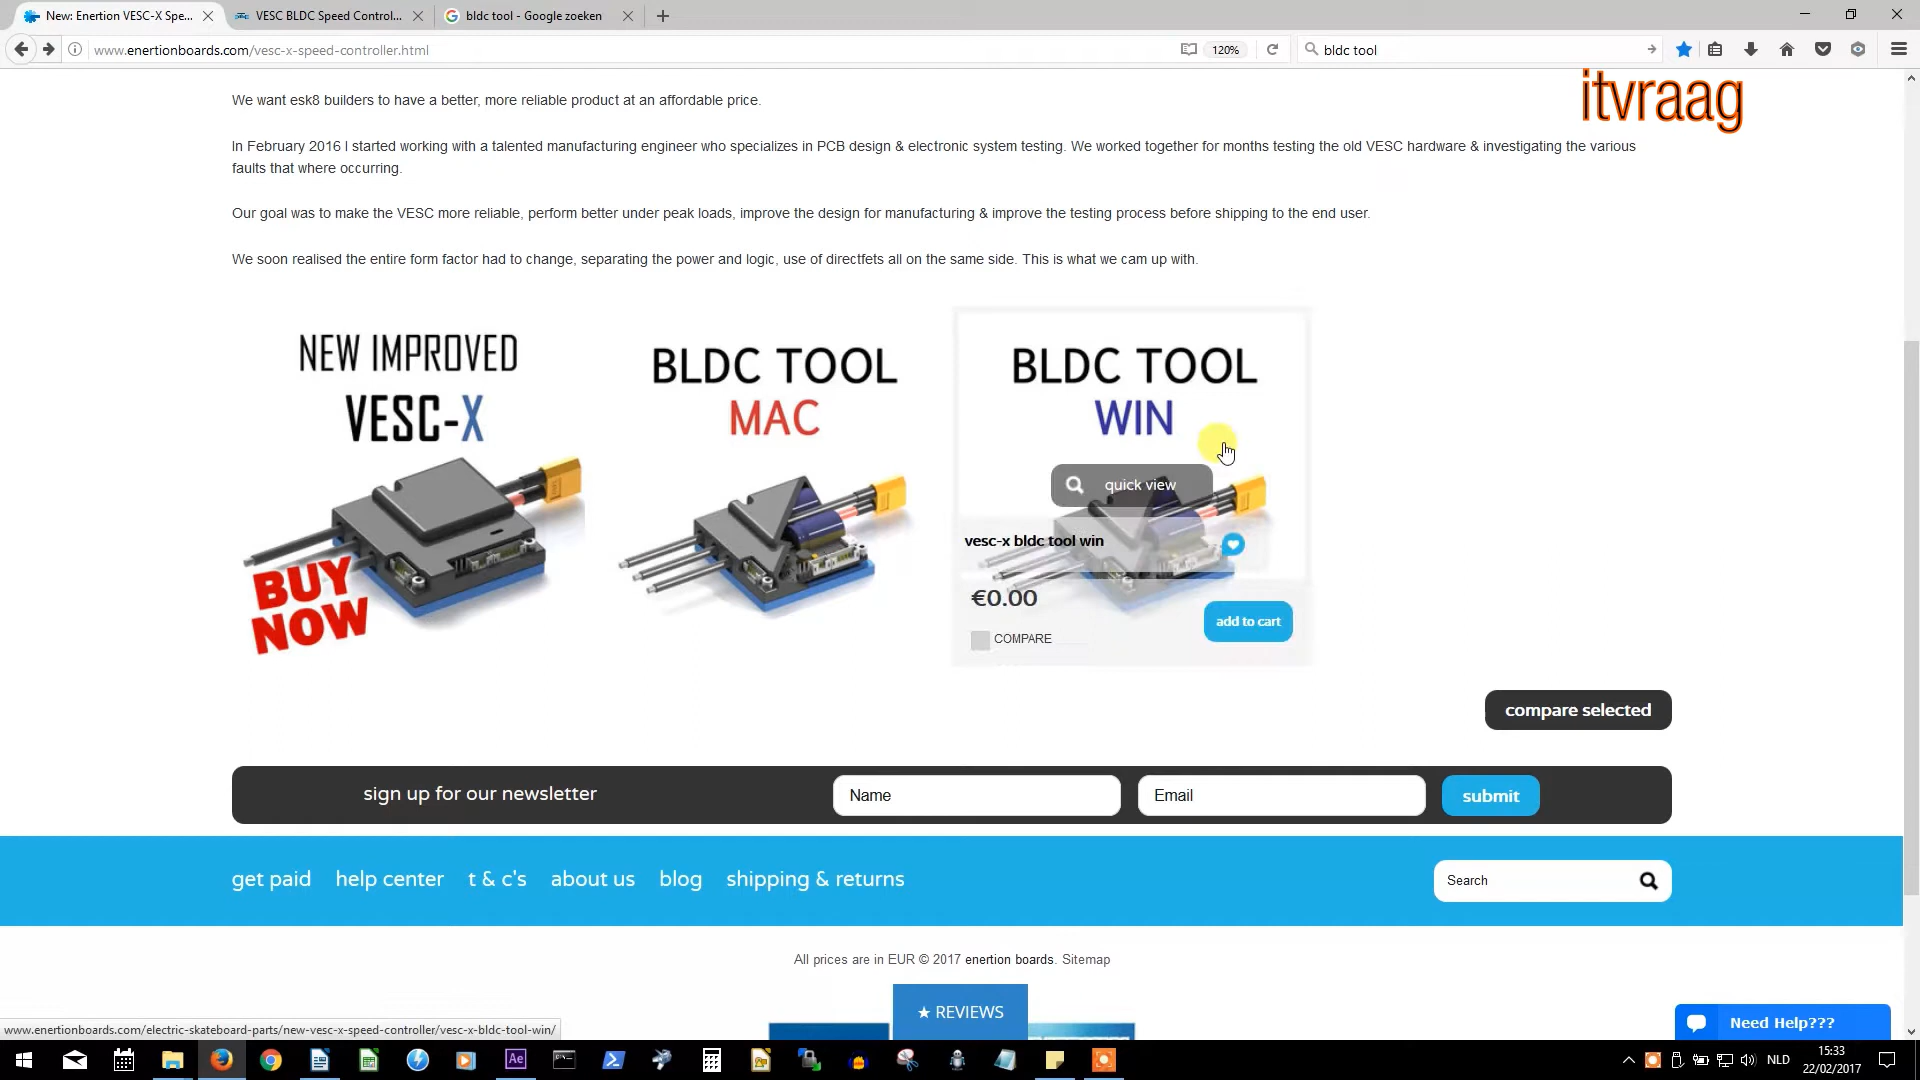 New: Enertion VESC-X Spe...
VESC BLDC Speed Control...
bldc tool - Google zoeken
www.enertionboards.com/vesc-x-speed-controller.html
120%
bldc tool
itvraag
We want esk8 builders to have a better, more reliable product at an affordable price.
In February 2016 I started working with a talented manufacturing engineer who specializes in PCB design & electronic system testing. We worked together for months testing the old VESC hardware & investigating the various
faults that where occurring.
Our goal was to make the VESC more reliable, perform better under peak loads, improve the design for manufacturing & improve the testing process before shipping to the end user.
We soon realised the entire form factor had to change, separating the power and logic, use of directfets all on the same side. This is what we cam up with.
NEW IMPROVED
VESC-X
BUY
NOW
BLDC TOOL
MAC
BLDC TOOL
WIN
quick view
vesc-x bldc tool win
€0.00
add to cart
COMPARE
compare selected
sign up for our newsletter
Name
Email
submit
get paid
help center
t & c's
about us
blog
shipping & returns
Search
All prices are in EUR © 2017 enertion boards. Sitemap
★ REVIEWS
Need Help???
www.enertionboards.com/electric-skateboard-parts/new-vesc-x-speed-controller/vesc-x-bldc-tool-win/
Ae
NLD
15:33
22/02/2017